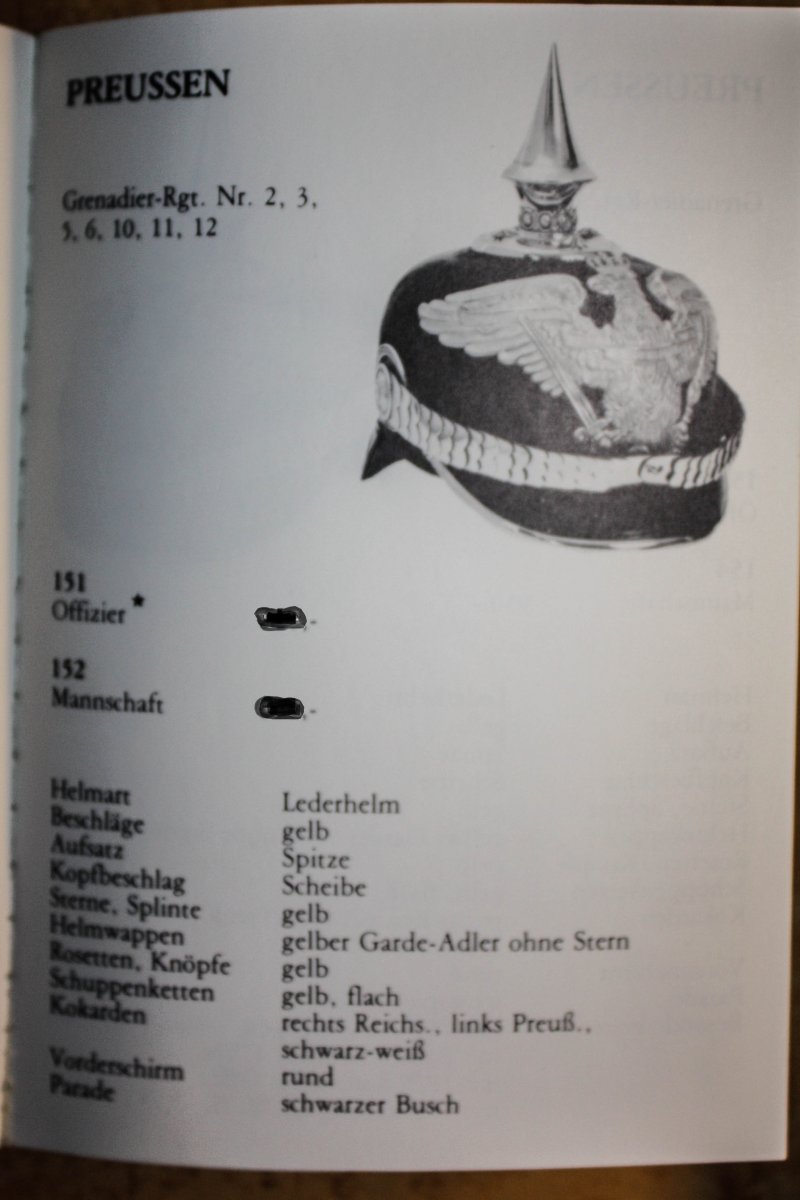 PREUSSEN
Grenadier-Rgt. Nr. 2, 3,
5, 6, 10, 11, 12
151
Offizier★
-
152
Mannschaft
-
Helmart Lederhelm
Beschläge gelb
Aufsatz Spitze
Kopfbeschlag Scheibe
Sterne, Splinte gelb
Helmwappen gelber Garde-Adler ohne Stern
Rosetten, Knöpfe gelb
Schuppenketten gelb, flach
Kokarden rechts Reichs., links Preuß.,
schwarz-weiß
Vorderschirm rund
Parade schwarzer Busch